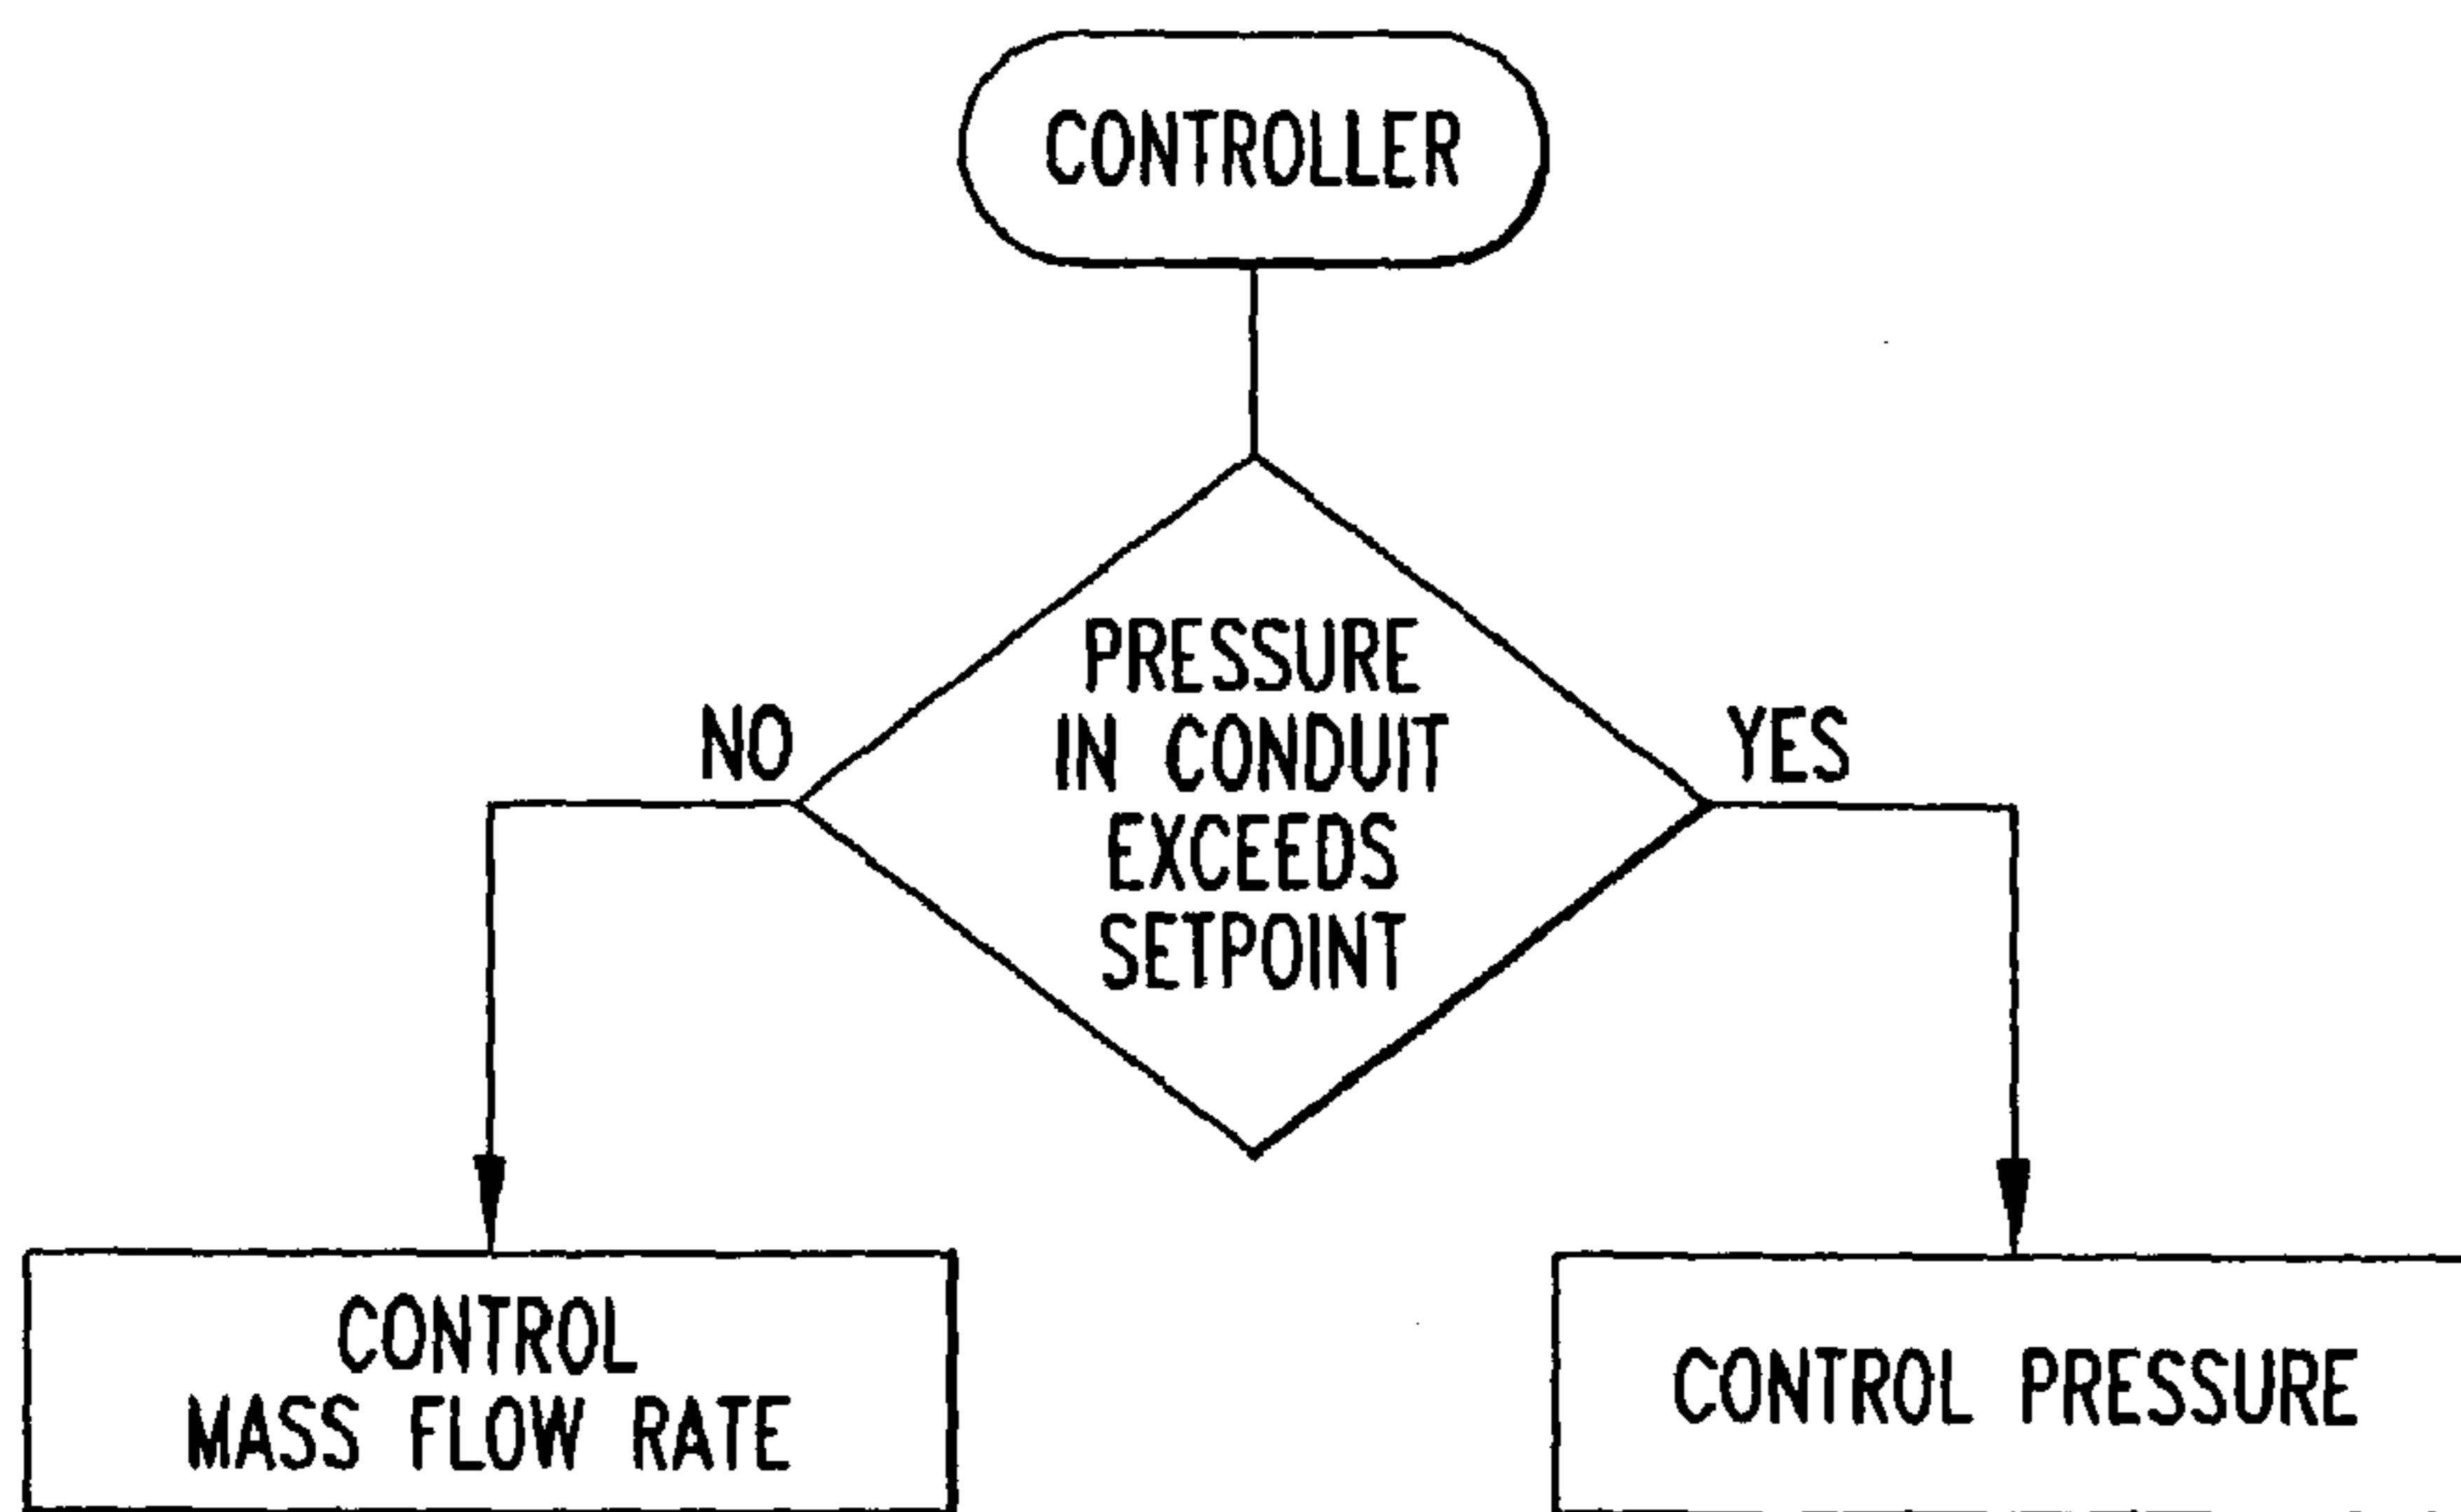 CONTROLLER
PRESSURE
IN CONDUIT
EXCEEDS
SETPOINT
NO
YES
CONTROL
MASS FLOW RATE
CONTROL PRESSURE